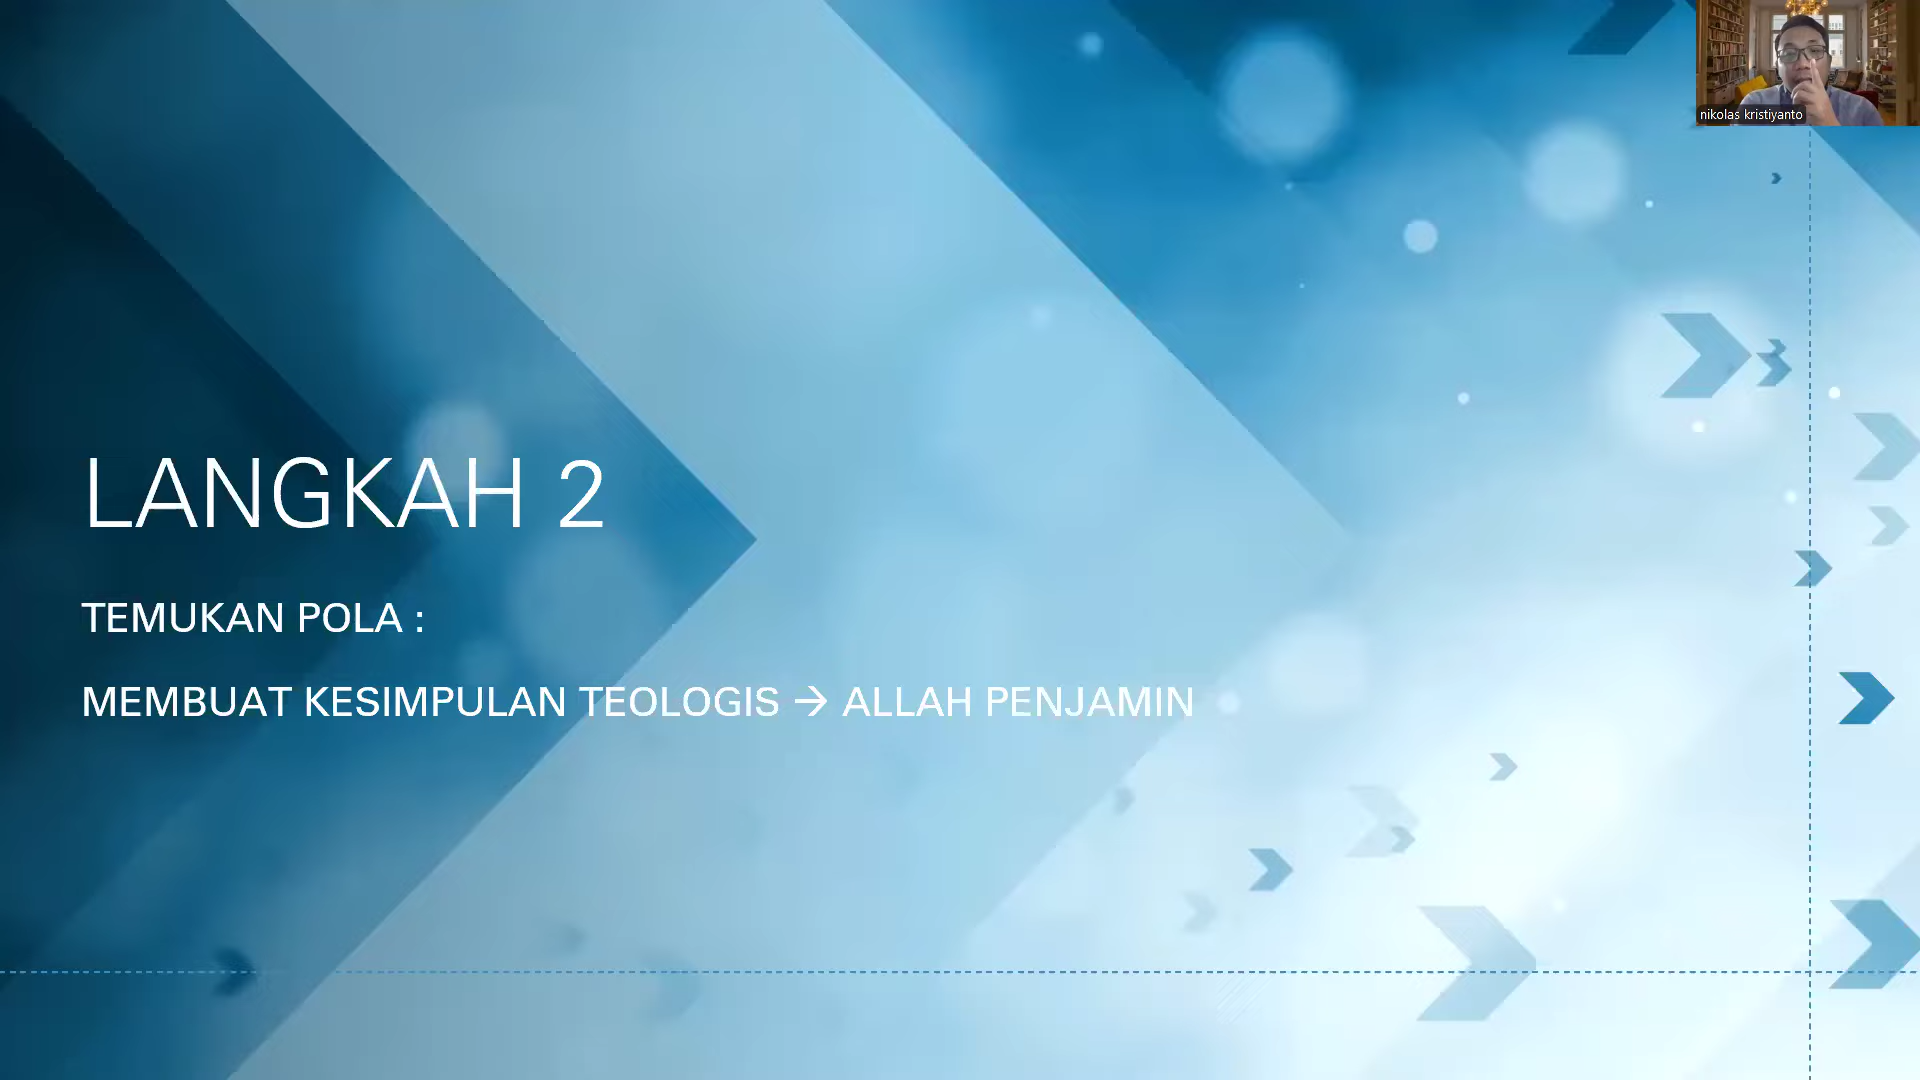 nikolas kristiyanto
LANGKAH 2
TEMUKAN POLA :
MEMBUAT KESIMPULAN TEOLOGIS → ALLAH PENJAMIN